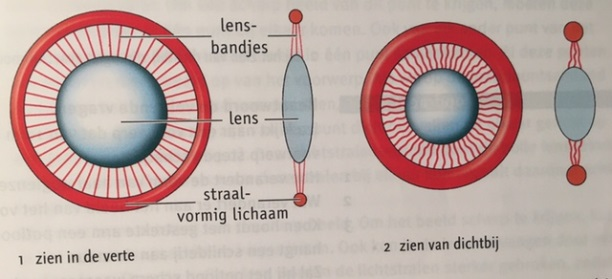 lens-
bandjes
lens
straal-
vormig lichaam
1 zien in de verte
2 zien van dichtbij